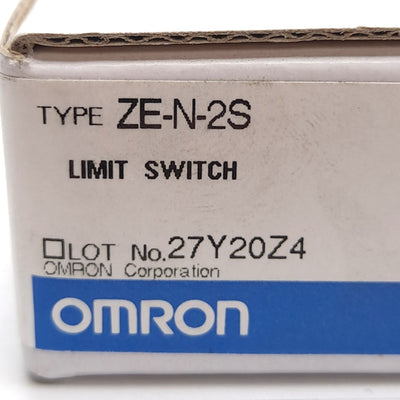 TYPE ZE-N-2S
LIMIT SWITCH
□LOT No.27Y20Z4
OMRON Corporation
OMRON